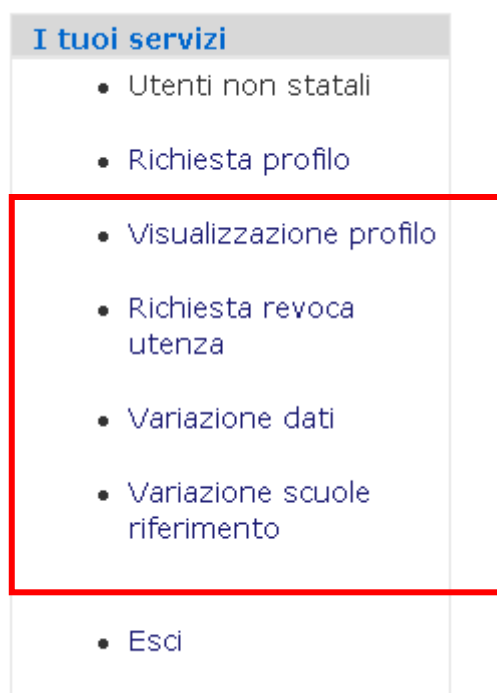 I tuoi servizi
Utenti non statali
Richiesta profilo
Visualizzazione profilo
Richiesta revoca
utenza
Variazione dati
Variazione scuole
riferimento
Esci